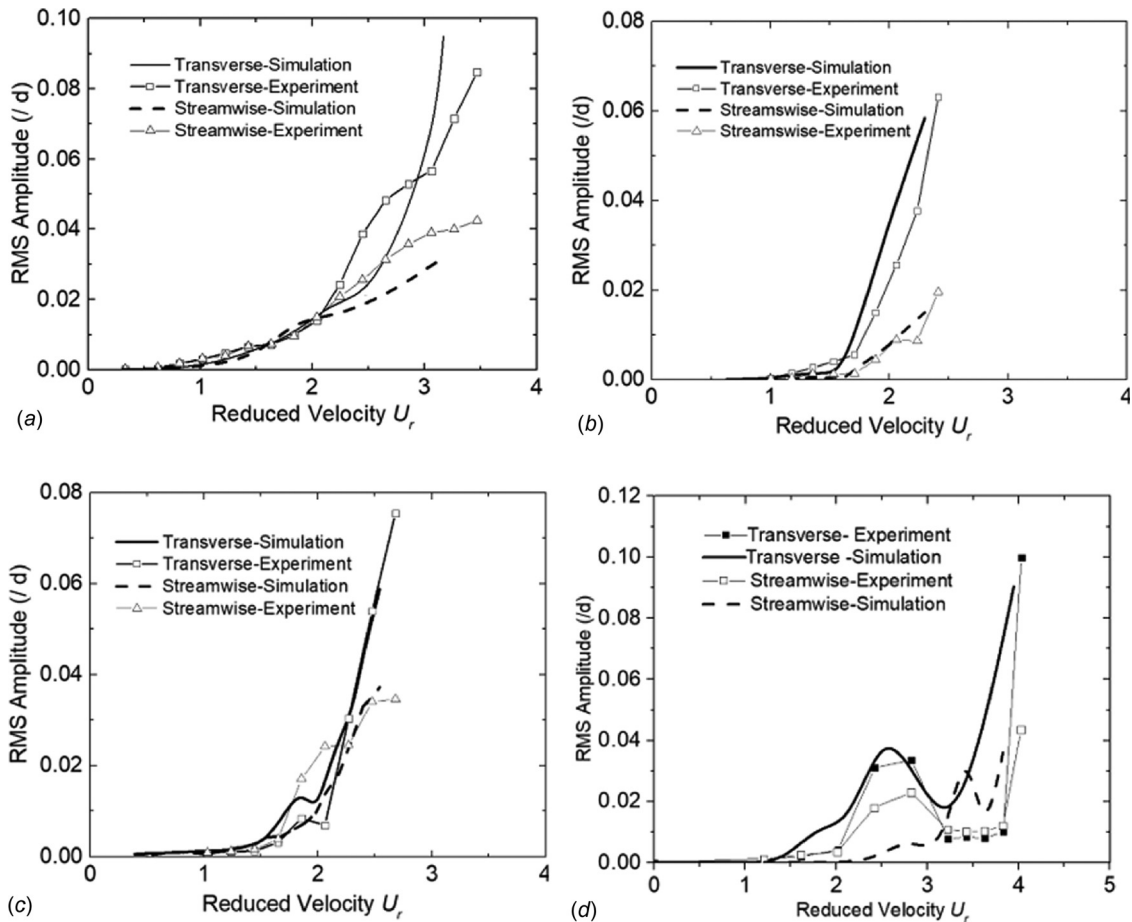 0.10
0.08
0.06
0.04
0.02
0.00
RMS Amplitude (/d)
Transverse-Simulation
Transverse-Experiment
Streamwise-Simulation
Streamwise-Experiment
0 1 2 3 4
Reduced Velocity Ur
(a)
0.08
0.06
0.04
0.02
0.00
RMS Amplitude (/d)
Transverse-Simulation
Transverse-Experiment
Streamswise-Simulation
Streamswise-Experiment
0 1 2 3 4
Reduced Velocity Ur
(b)
0.08
0.06
0.04
0.02
0.00
RMS Amplitude (/ d)
Transverse-Simulation
Transverse-Experiment
Streamwise-Simulation
Streamwise-Experiment
0 1 2 3 4
Reduced Velocity Ur
(c)
0.12
0.10
0.08
0.06
0.04
0.02
0.00
RMS Amplitude (/d)
Transverse- Experiment
Transverse -Simulation
Streamwise-Experiment
Streamwise-Simulation
0 1 2 3 4 5
Reduced Velocity Ur
(d)